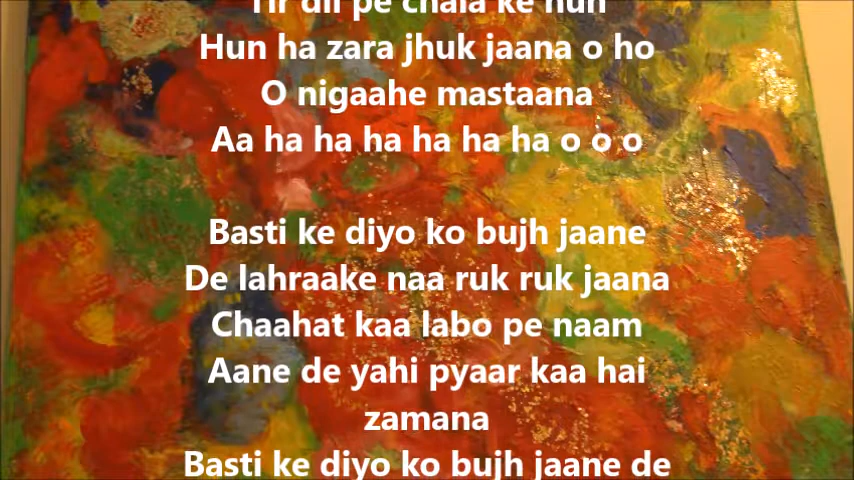 Tir dil pe chala ke hun
Hun ha zara jhuk jaana o ho
O nigaahe mastaana
Aa ha ha ha ha ha ha o o o
Basti ke diyo ko bujh jaane
De lahraake naa ruk ruk jaana
Chaahat kaa labo pe naam
Aane de yahi pyaar kaa hai
zamana
Basti ke diyo ko bujh jaane de